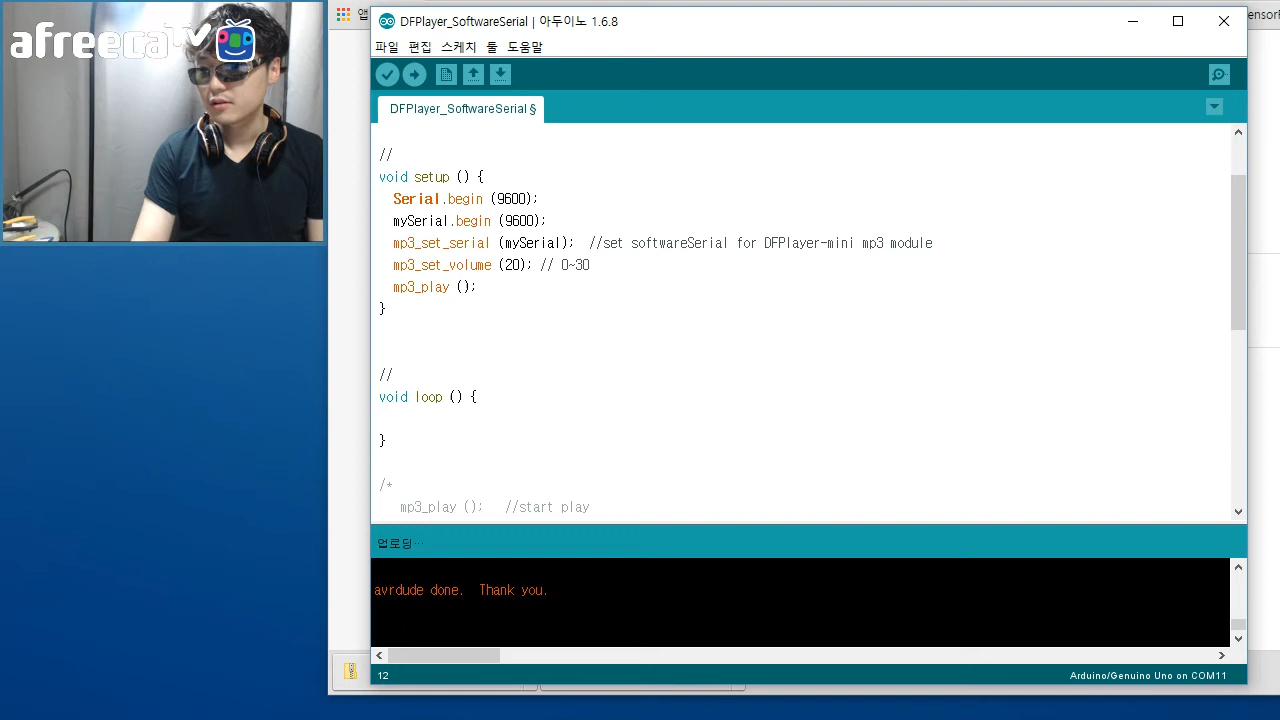 afreecaTV
앱
DFPlayer_SoftwareSerial | 아두이노 1.6.8
ensori
파일 편집 스케치 툴 도움말
DFPlayer_SoftwareSerial §
//
void setup () {
Serial.begin (9600);
mySerial.begin (9600);
mp3_set_serial (mySerial); //set softwareSerial for DFPlayer-mini mp3 module
mp3_set_volume (20); // 0~30
mp3_play ();
}
//
void loop () {
}
/*
mp3_play (); //start play
업로딩...
avrdude done. Thank you.
12
Arduino/Genuino Uno on COM11